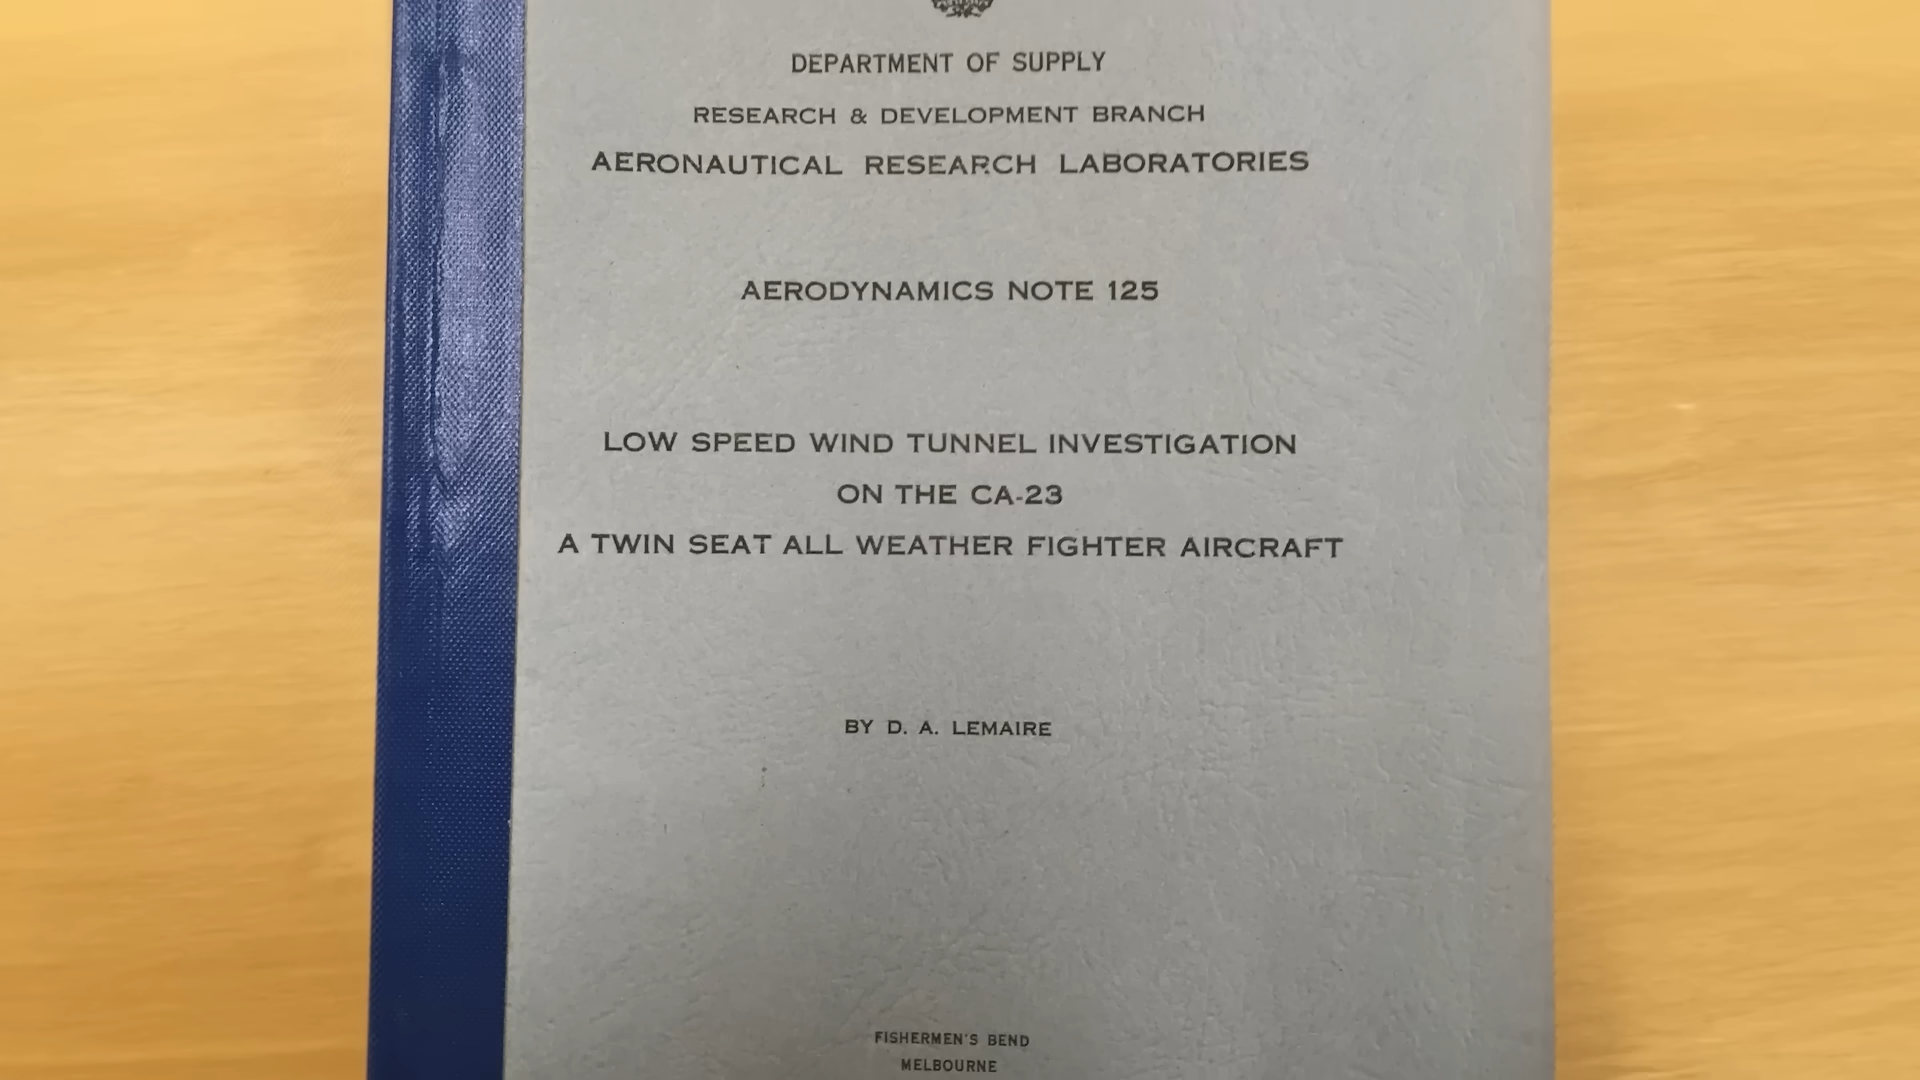 DEPARTMENT OF SUPPLY
RESEARCH & DEVELOPMENT BRANCH
AERONAUTICAL RESEARCH LABORATORIES
AERODYNAMICS NOTE 125
LOW SPEED WIND TUNNEL INVESTIGATION
ON THE CA-23
A TWIN SEAT ALL WEATHER FIGHTER AIRCRAFT
BY D. A. LEMAIRE
FISHERMEN'S BEND
MELBOURNE